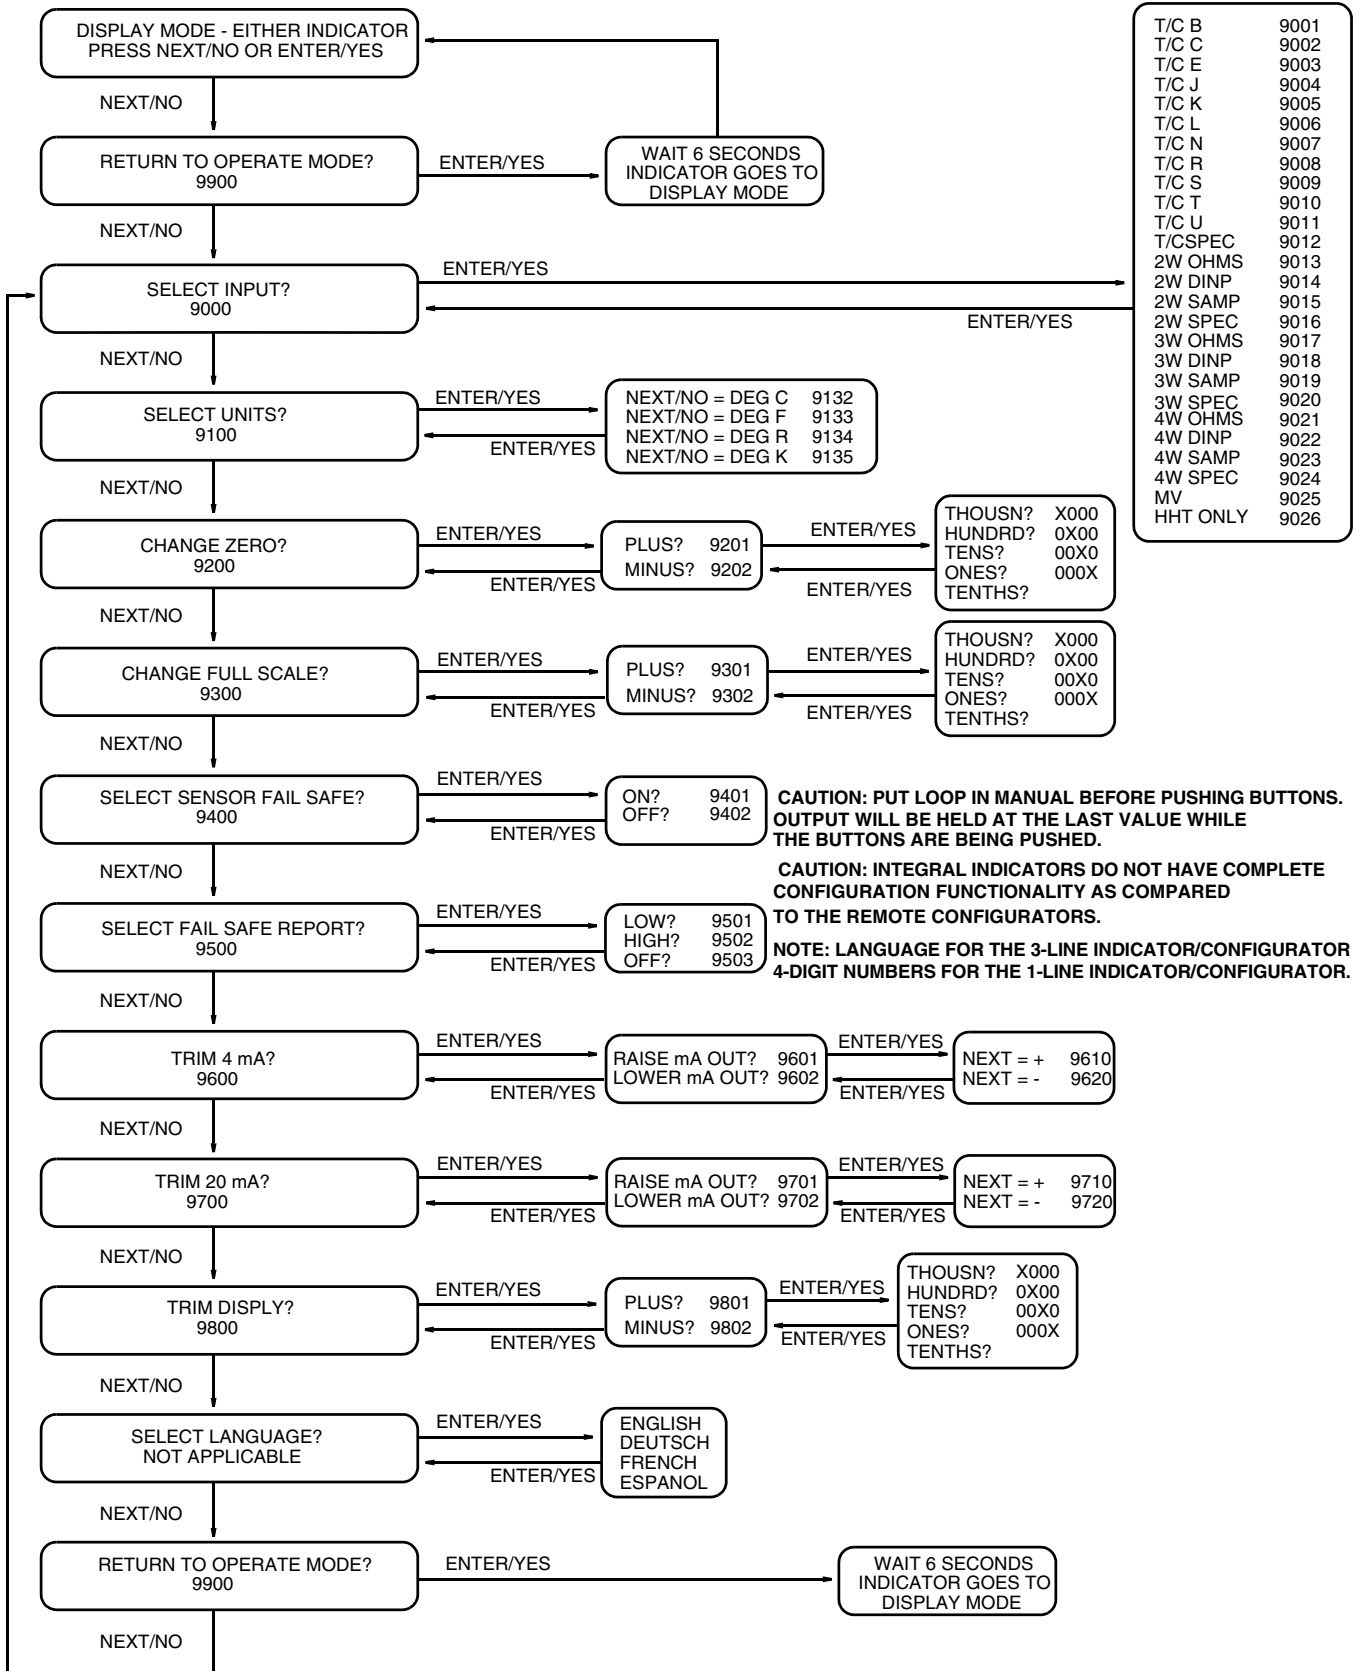 DISPLAY MODE - EITHER INDICATOR
PRESS NEXT/NO OR ENTER/YES
NEXT/NO
RETURN TO OPERATE MODE?
9900
ENTER/YES
WAIT 6 SECONDS
INDICATOR GOES TO
DISPLAY MODE
NEXT/NO
SELECT INPUT?
9000
ENTER/YES
ENTER/YES
T/C B 9001
T/C C 9002
T/C E 9003
T/C J 9004
T/C K 9005
T/C L 9006
T/C N 9007
T/C R 9008
T/C S 9009
T/C T 9010
T/C U 9011
T/CSPEC 9012
2W OHMS 9013
2W DINP 9014
2W SAMP 9015
2W SPEC 9016
3W OHMS 9017
3W DINP 9018
3W SAMP 9019
3W SPEC 9020
4W OHMS 9021
4W DINP 9022
4W SAMP 9023
4W SPEC 9024
MV 9025
HHT ONLY 9026
NEXT/NO
SELECT UNITS?
9100
ENTER/YES
ENTER/YES
NEXT/NO = DEG C 9132
NEXT/NO = DEG F 9133
NEXT/NO = DEG R 9134
NEXT/NO = DEG K 9135
NEXT/NO
CHANGE ZERO?
9200
ENTER/YES
ENTER/YES
PLUS? 9201
MINUS? 9202
ENTER/YES
ENTER/YES
THOUSN? X000
HUNDRD? 0X00
TENS? 00X0
ONES? 000X
TENTHS?
NEXT/NO
CHANGE FULL SCALE?
9300
ENTER/YES
ENTER/YES
PLUS? 9301
MINUS? 9302
ENTER/YES
ENTER/YES
THOUSN? X000
HUNDRD? 0X00
TENS? 00X0
ONES? 000X
TENTHS?
NEXT/NO
SELECT SENSOR FAIL SAFE?
9400
ENTER/YES
ENTER/YES
ON? 9401
OFF? 9402
CAUTION: PUT LOOP IN MANUAL BEFORE PUSHING BUTTONS.
OUTPUT WILL BE HELD AT THE LAST VALUE WHILE
THE BUTTONS ARE BEING PUSHED.
CAUTION: INTEGRAL INDICATORS DO NOT HAVE COMPLETE
CONFIGURATION FUNCTIONALITY AS COMPARED
TO THE REMOTE CONFIGURATORS.
NOTE: LANGUAGE FOR THE 3-LINE INDICATOR/CONFIGURATOR
4-DIGIT NUMBERS FOR THE 1-LINE INDICATOR/CONFIGURATOR.
NEXT/NO
SELECT FAIL SAFE REPORT?
9500
ENTER/YES
ENTER/YES
LOW? 9501
HIGH? 9502
OFF? 9503
NEXT/NO
TRIM 4 mA?
9600
ENTER/YES
ENTER/YES
RAISE mA OUT? 9601
LOWER mA OUT? 9602
ENTER/YES
ENTER/YES
NEXT = + 9610
NEXT = - 9620
NEXT/NO
TRIM 20 mA?
9700
ENTER/YES
ENTER/YES
RAISE mA OUT? 9701
LOWER mA OUT? 9702
ENTER/YES
ENTER/YES
NEXT = + 9710
NEXT = - 9720
NEXT/NO
TRIM DISPLY?
9800
ENTER/YES
ENTER/YES
PLUS? 9801
MINUS? 9802
ENTER/YES
ENTER/YES
THOUSN? X000
HUNDRD? 0X00
TENS? 00X0
ONES? 000X
TENTHS?
NEXT/NO
SELECT LANGUAGE?
NOT APPLICABLE
ENTER/YES
ENTER/YES
ENGLISH
DEUTSCH
FRENCH
ESPANOL
NEXT/NO
RETURN TO OPERATE MODE?
9900
ENTER/YES
WAIT 6 SECONDS
INDICATOR GOES TO
DISPLAY MODE
NEXT/NO